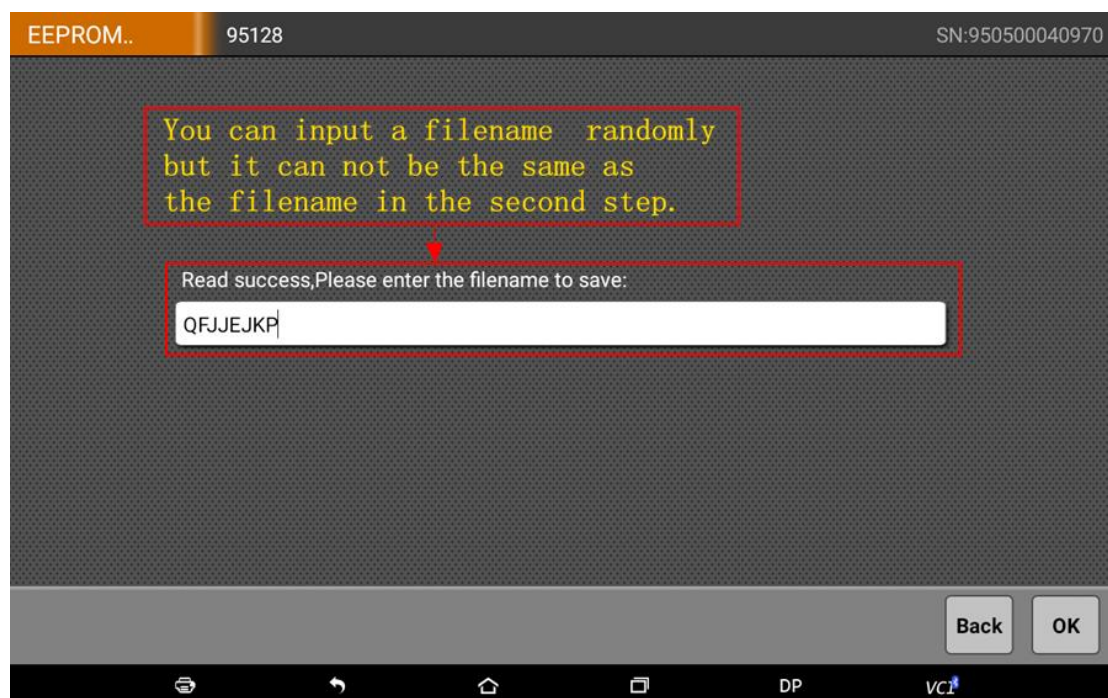 EEPROM..
95128
SN:950500040970
You can input a filename randomly
but it can not be the same as
the filename in the second step.
Read success,Please enter the filename to save:
QFJJEJKP
Back
OK
DP
VCI